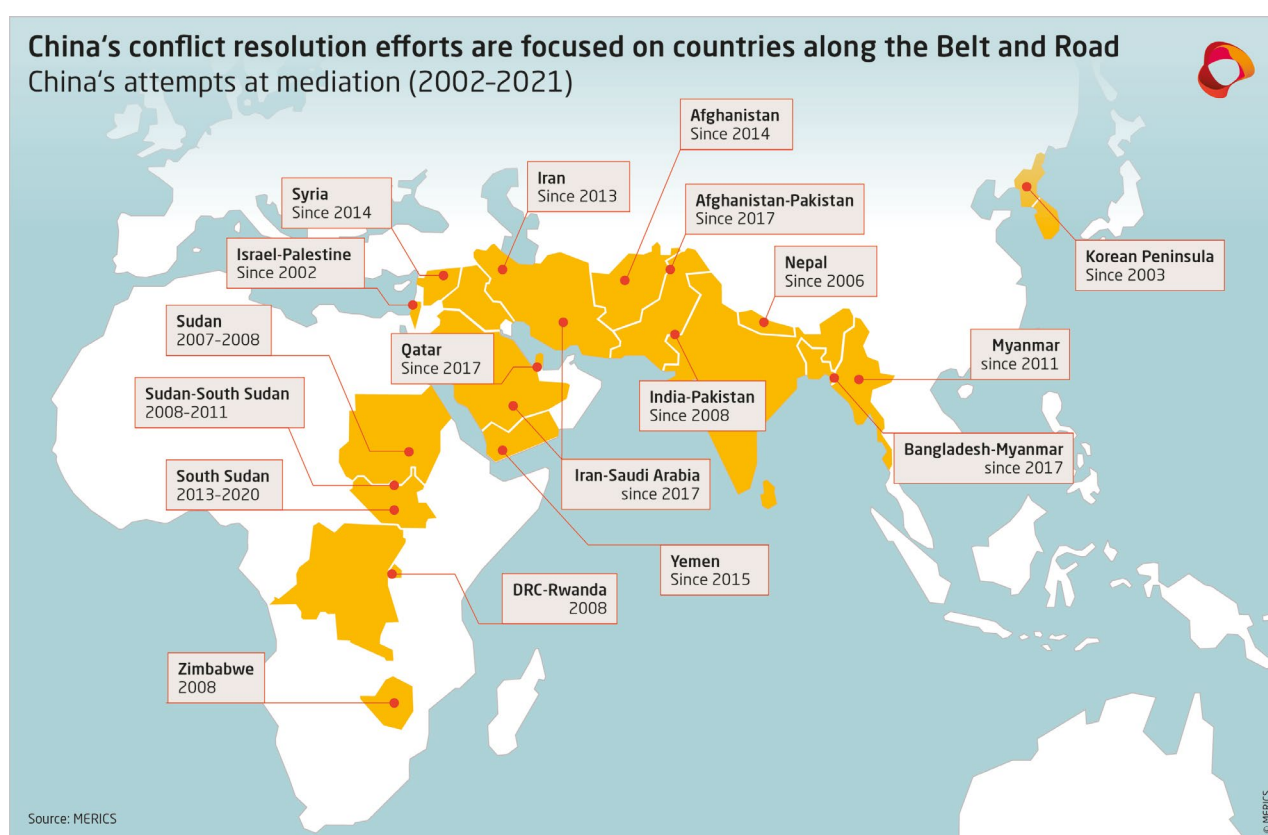 China‘s conflict resolution efforts are focused on countries along the Belt and Road
China‘s attempts at mediation (2002–2021)
Afghanistan
Since 2014
Iran
Since 2013
Syria
Since 2014
Afghanistan-Pakistan
Since 2017
Israel-Palestine
Since 2002
Nepal
Since 2006
Korean Peninsula
Since 2003
Sudan
2007–2008
Qatar
Since 2017
Myanmar
since 2011
Sudan-South Sudan
2008–2011
India-Pakistan
Since 2008
Bangladesh-Myanmar
since 2017
South Sudan
2013–2020
Iran-Saudi Arabia
since 2017
Yemen
Since 2015
DRC-Rwanda
2008
Zimbabwe
2008
Source: MERICS
© MERICS